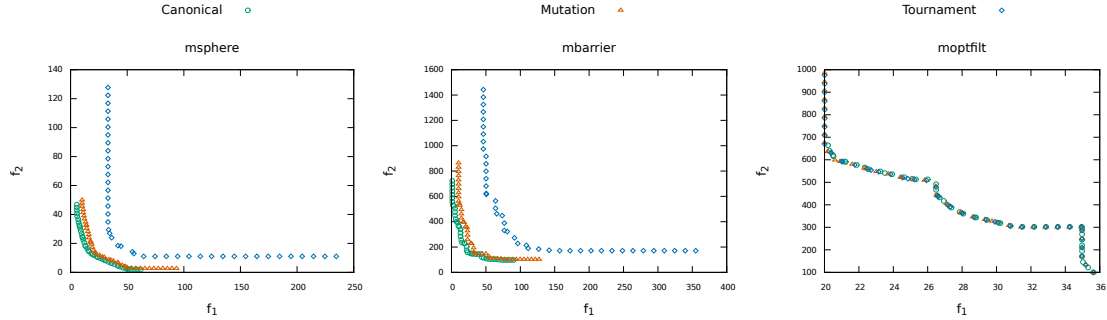 Canonical Mutation Tournament
msphere mbarrier moptfilt
140
120
100
80
60
40
20
0
0 50 100 150 200 250
f₂
f₁
1600
1400
1200
1000
800
600
400
200
0
0 50 100 150 200 250 300 350 400
f₂
f₁
1000
900
800
700
600
500
400
300
200
100
20 22 24 26 28 30 32 34 36
f₂
f₁